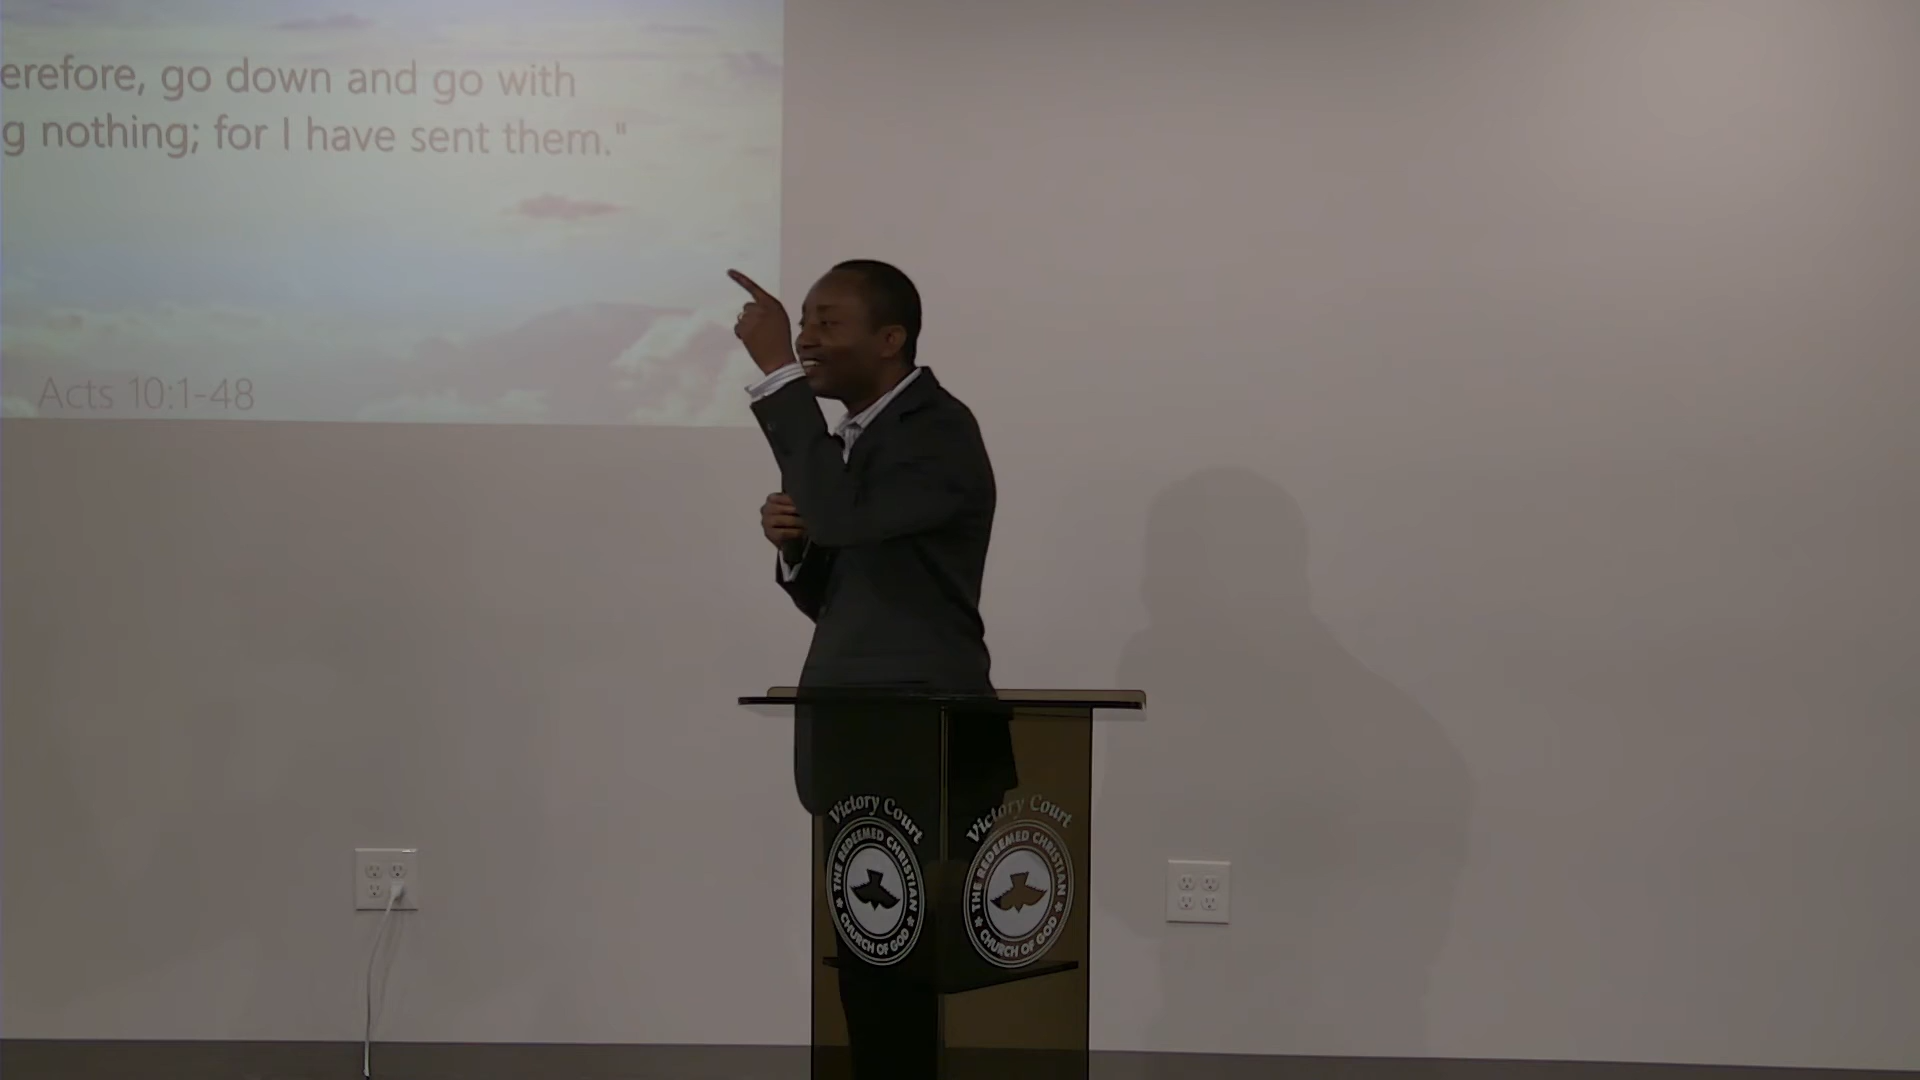 erefore, go down and go with
g nothing; for I have sent them."
Acts 10:1-48
Victory Court
THE REDEEMED CHRISTIAN
CHURCH OF GOD
Victory Court
THE REDEEMED CHRISTIAN
CHURCH OF GOD